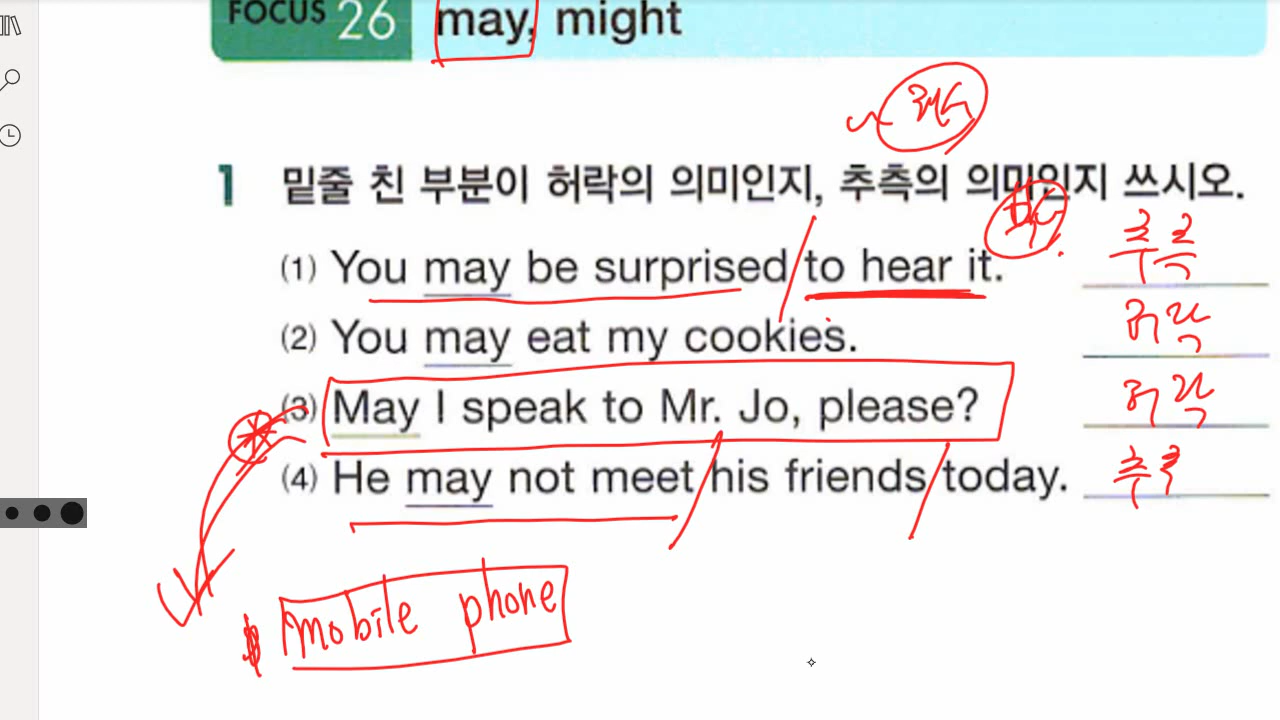 FOCUS 26 may, might
1 밑줄 친 부분이 허락의 의미인지, 추측의 의미인지 쓰시오.
(1) You may be surprised to hear it. 추측
(2) You may eat my cookies. 허락
(3) May I speak to Mr. Jo, please? 허락
(4) He may not meet his friends today. 추측
mobile phone